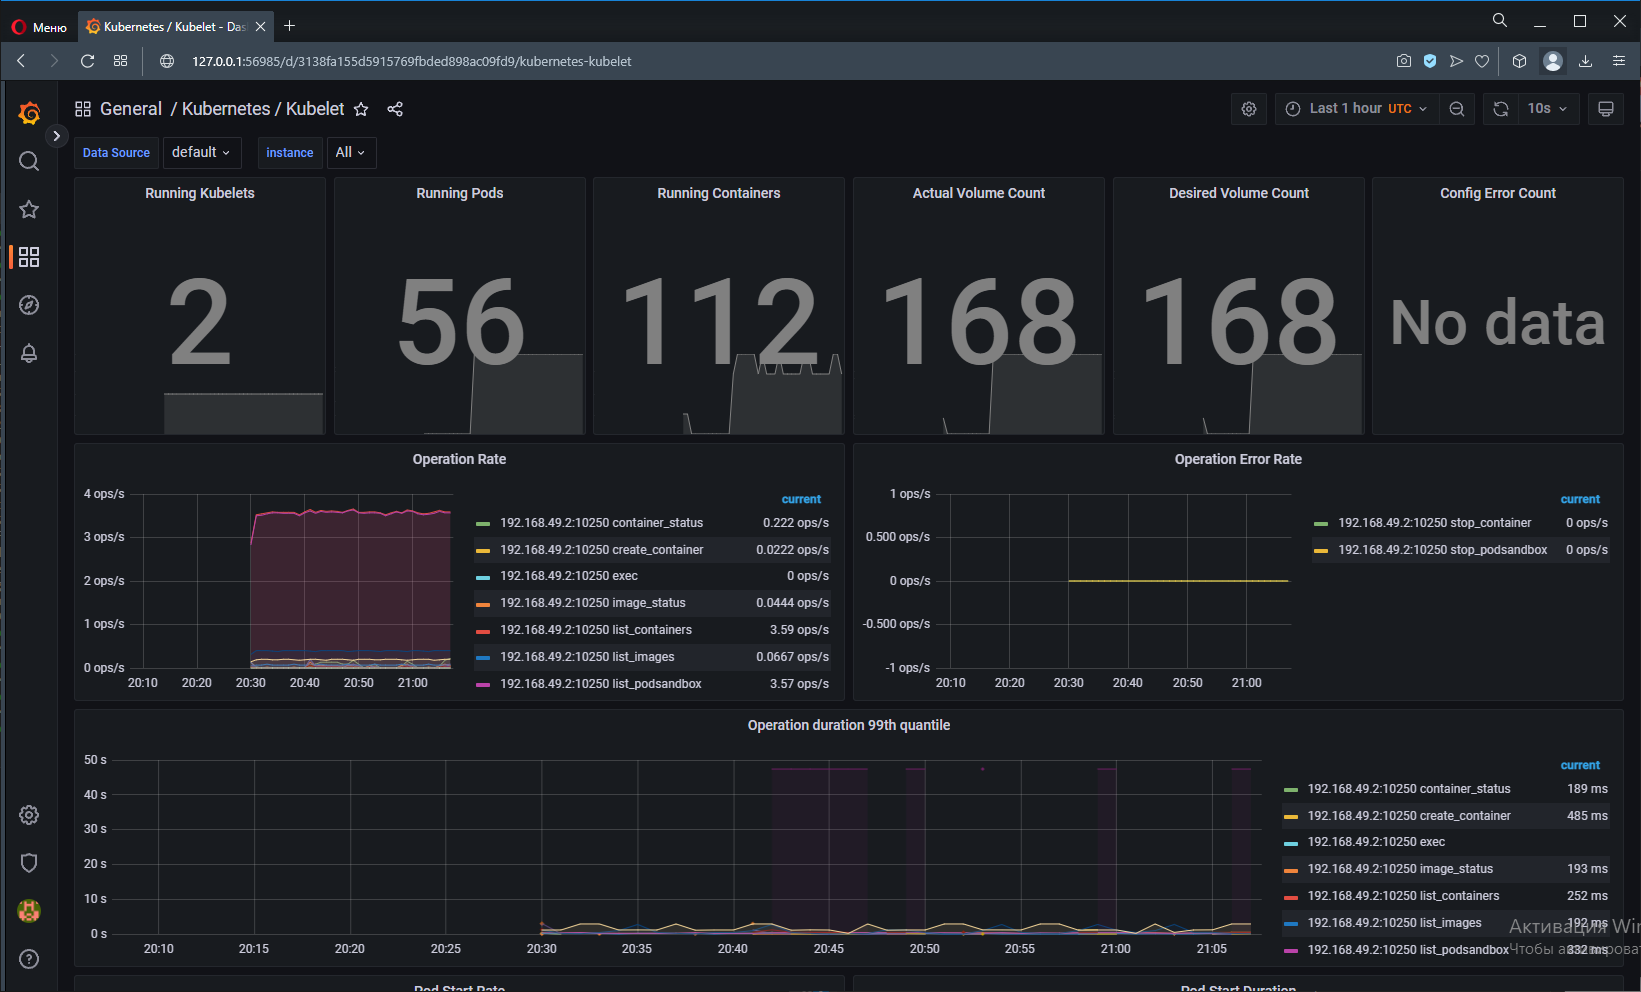 Меню
Kubernetes / Kubelet - Das
127.0.0.1:56985/d/3138fa155d5915769fbded898ac09fd9/kubernetes-kubelet
General / Kubernetes / Kubelet
Last 1 hour UTC
10s
Data Source default instance All
Running Kubelets
2
Running Pods
56
Running Containers
112
Actual Volume Count
168
Desired Volume Count
168
Config Error Count
No data
Operation Rate
4 ops/s
3 ops/s
2 ops/s
1 ops/s
0 ops/s
20:10 20:20 20:30 20:40 20:50 21:00
current
192.168.49.2:10250 container_status 0.222 ops/s
192.168.49.2:10250 create_container 0.0222 ops/s
192.168.49.2:10250 exec 0 ops/s
192.168.49.2:10250 image_status 0.0444 ops/s
192.168.49.2:10250 list_containers 3.59 ops/s
192.168.49.2:10250 list_images 0.0667 ops/s
192.168.49.2:10250 list_podsandbox 3.57 ops/s
Operation Error Rate
1 ops/s
0.500 ops/s
0 ops/s
-0.500 ops/s
-1 ops/s
20:10 20:20 20:30 20:40 20:50 21:00
current
192.168.49.2:10250 stop_container 0 ops/s
192.168.49.2:10250 stop_podsandbox 0 ops/s
Operation duration 99th quantile
50 s
40 s
30 s
20 s
10 s
0 s
20:10 20:15 20:20 20:25 20:30 20:35 20:40 20:45 20:50 20:55 21:00 21:05
current
192.168.49.2:10250 container_status 189 ms
192.168.49.2:10250 create_container 485 ms
192.168.49.2:10250 exec
192.168.49.2:10250 image_status 193 ms
192.168.49.2:10250 list_containers 252 ms
192.168.49.2:10250 list_images 192 ms
192.168.49.2:10250 list_podsandbox 332 ms
Активация Win
Чтобы активироват
Pod Start Rate
Pod Start Duration